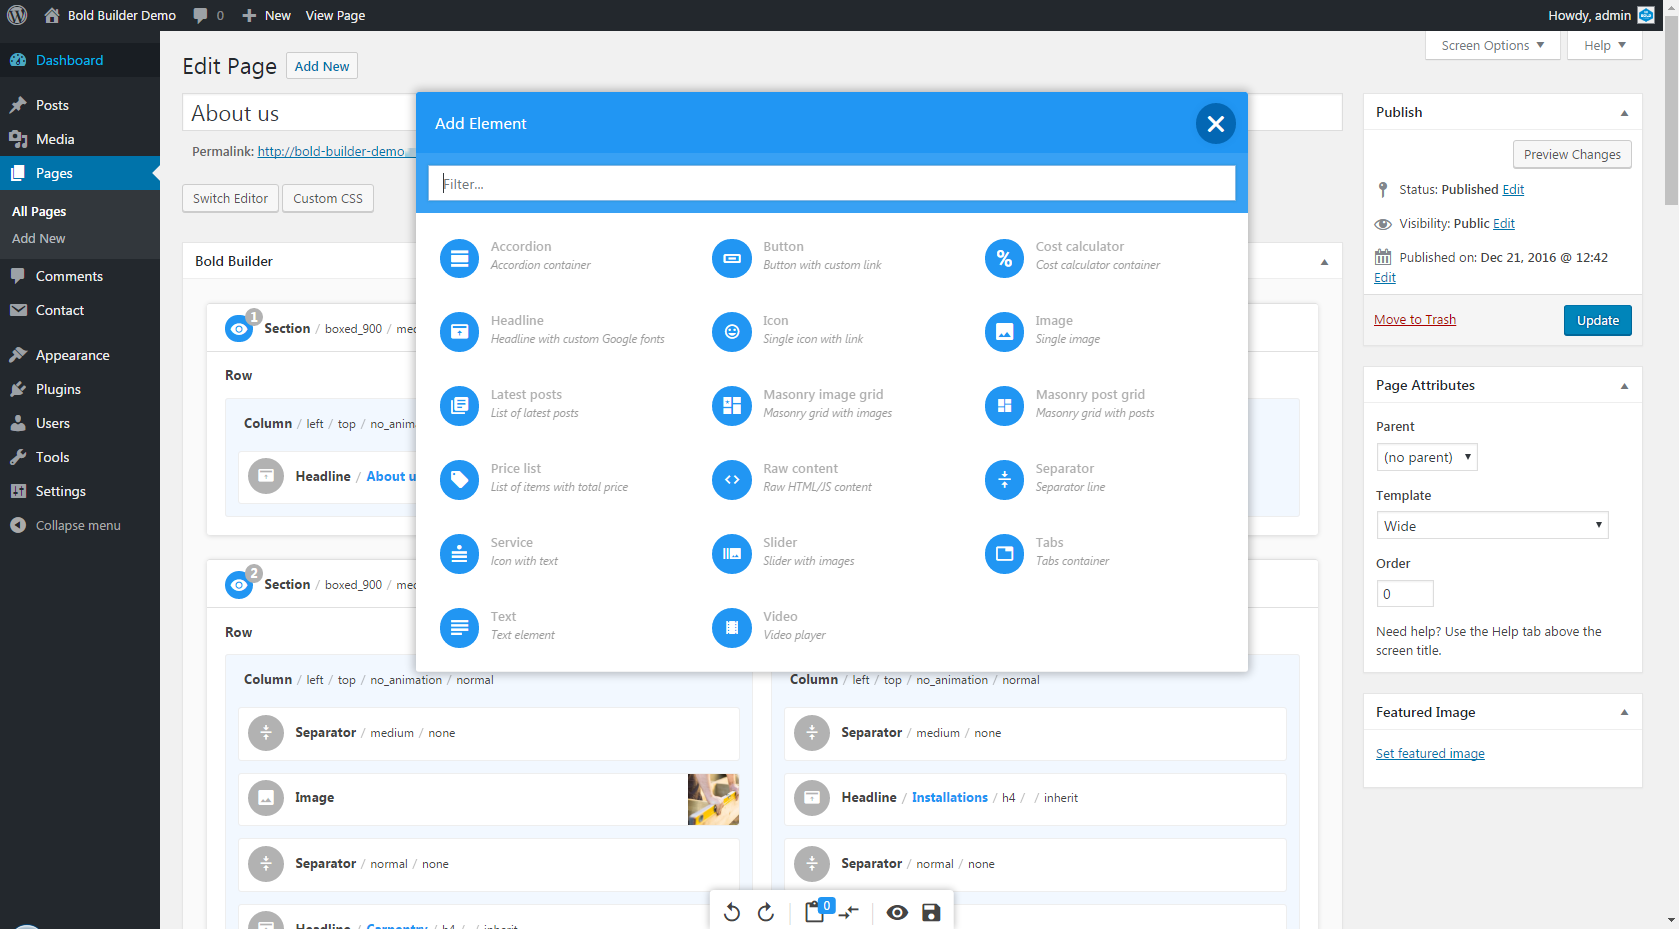 Bold Builder Demo 0 New View Page Howdy, admin
Screen Options Help
Dashboard
Posts
Media
Pages
All Pages
Add New
Comments
Contact
Appearance
Plugins
Users
Tools
Settings
Collapse menu
Edit Page Add New
About us
Permalink: http://bold-builder-demo
Switch Editor Custom CSS
Bold Builder
1 Section / boxed_900 /
Row
Column / left / top /
Headline / About
2 Section / boxed_900 /
Row
Column / left / top / no_animation / normal
Separator / medium / none
Image
Separator / normal / none
Headline / Carpentry / h4 / / inherit
Column / left / top / no_animation / normal
Separator / medium / none
Headline / Installations / h4 / / inherit
Separator / normal / none
0
Add Element
Filter...
Accordion
Accordion container
Button
Button with custom link
Cost calculator
Cost calculator container
Headline
Headline with custom Google fonts
Icon
Single icon with link
Image
Single image
Latest posts
List of latest posts
Masonry image grid
Masonry grid with images
Masonry post grid
Masonry grid with posts
Price list
List of items with total price
Raw content
Raw HTML/JS content
Separator
Separator line
Service
Icon with text
Slider
Slider with images
Tabs
Tabs container
Text
Text element
Video
Video player
Publish
Preview Changes
Status: Published Edit
Visibility: Public Edit
Published on: Dec 21, 2016 @ 12:42
Edit
Move to Trash Update
Page Attributes
Parent
(no parent)
Template
Wide
Order
0
Need help? Use the Help tab above the
screen title.
Featured Image
Set featured image